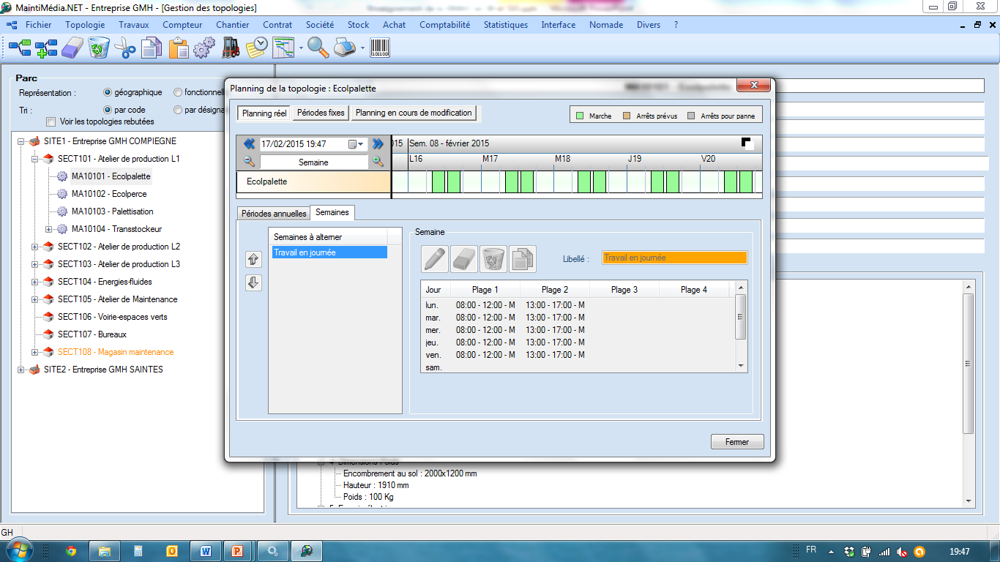 MaintiMédia.NET - Entreprise GMH - [Gestion des topologies]
Fichier Topologie Travaux Compteur Chantier Contrat Société Stock Achat Comptabilité Statistiques Interface Nomade Divers ?
Parc
Représentation : géographique fonctionnell
Tri : par code par désigna
Voir les topologies rebutées
SITE1 - Entreprise GMH COMPIEGNE
SECT101 - Atelier de production L1
MA10101 - Ecolpalette
MA10102 - Ecolperce
MA10103 - Palettisation
MA10104 - Transstockeur
SECT102 - Atelier de production L2
SECT103 - Atelier de production L3
SECT104 - Energies-fluides
SECT105 - Atelier de Maintenance
SECT106 - Voirie-espaces verts
SECT107 - Bureaux
SECT108 - Magasin maintenance
SITE2 - Entreprise GMH SAINTES
Planning de la topologie : Ecolpalette
Planning réel Périodes fixes Planning en cours de modification
Marche Arrêts prévus Arrêts pour panne
17/02/2015 19:47
015 Sem. 08 - février 2015
Semaine
L16 M17 M18 J19 V20
Ecolpalette
Périodes annuelles Semaines
Semaines à alterner
Travail en journée
Semaine
Libellé : Travail en journée
Jour Plage 1 Plage 2 Plage 3 Plage 4
lun. 08:00 - 12:00 - M 13:00 - 17:00 - M
mar. 08:00 - 12:00 - M 13:00 - 17:00 - M
mer. 08:00 - 12:00 - M 13:00 - 17:00 - M
jeu. 08:00 - 12:00 - M 13:00 - 17:00 - M
ven. 08:00 - 12:00 - M 13:00 - 17:00 - M
sam.
Fermer
Encombrement au sol : 2000x1200 mm
Hauteur : 1910 mm
Poids : 100 Kg
GH
FR
19:47